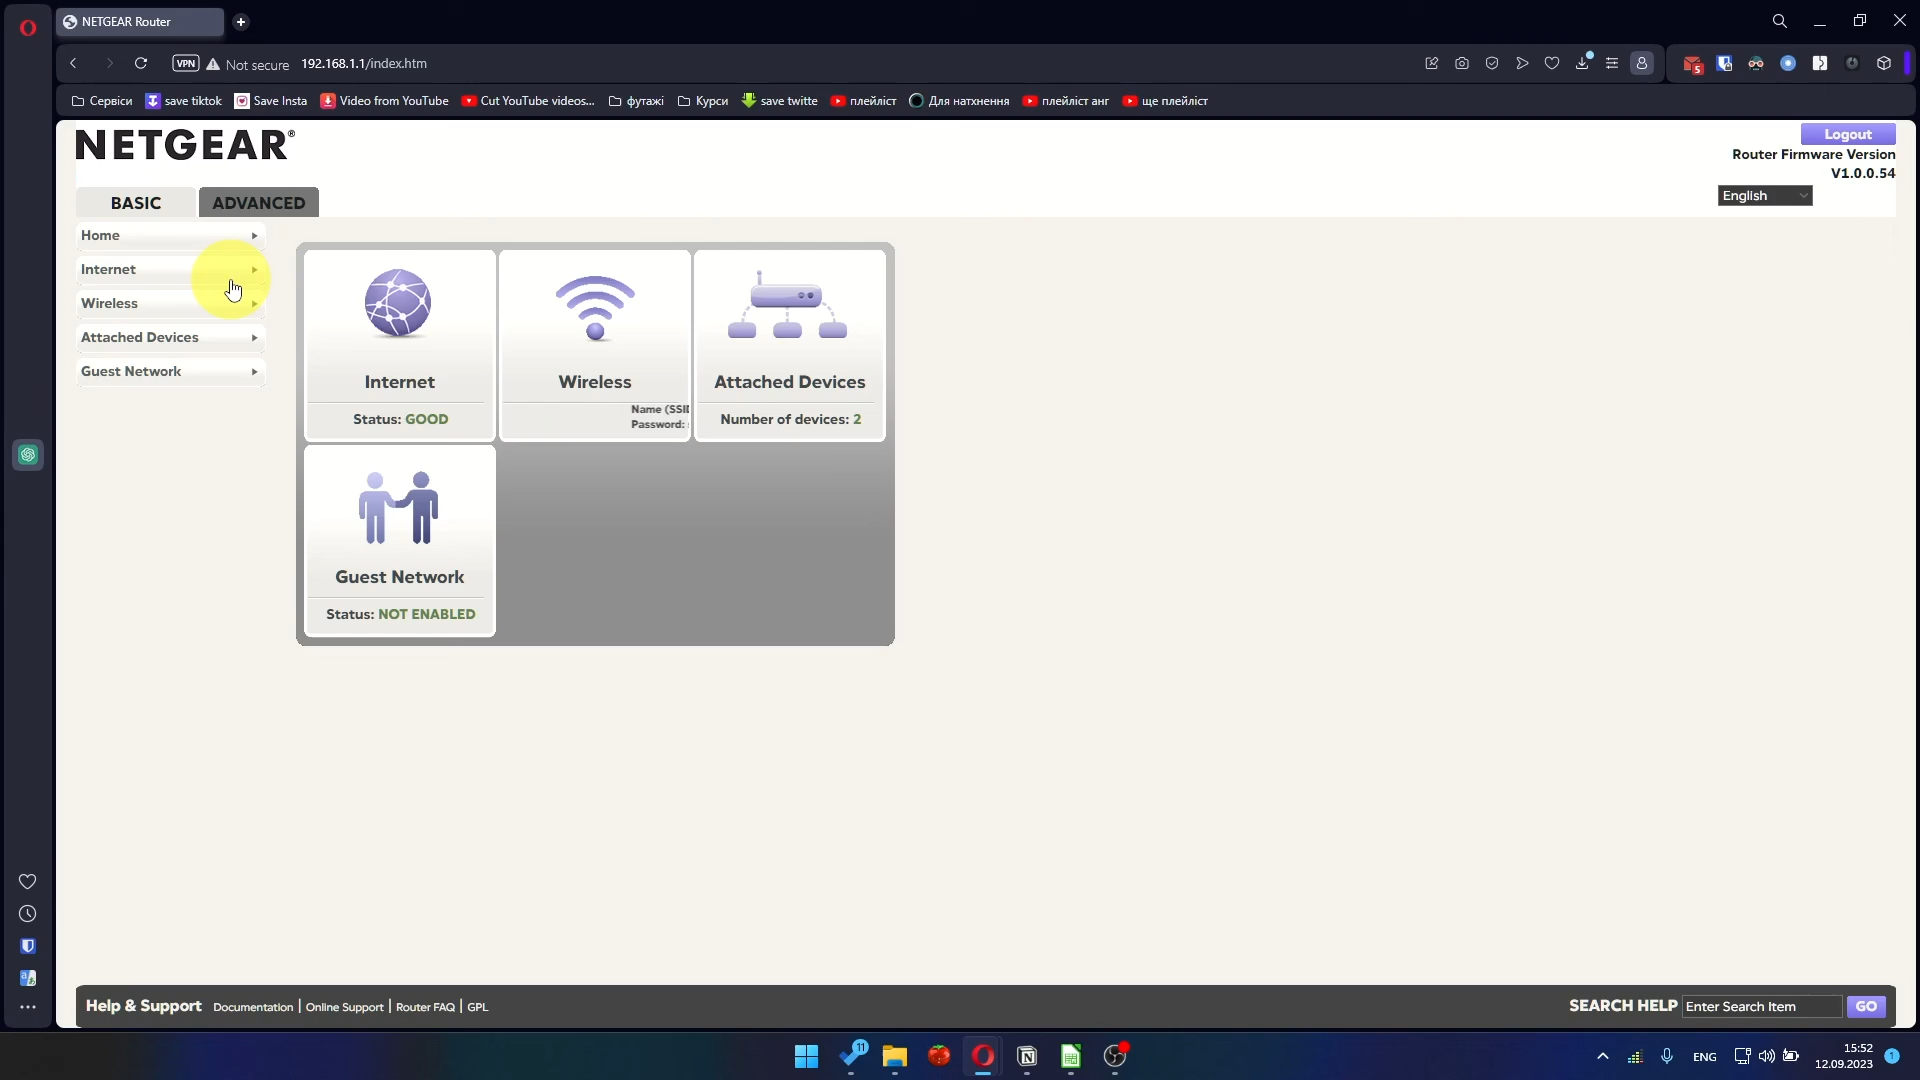 NETGEAR Router
VPN
Not secure 192.168.1.1/index.htm
5
Сервіси save tiktok Save Insta Video from YouTube Cut YouTube videos... футажі Курси save twitte плейліст Для натхнення плейліст анг ще плейліст
NETGEAR®
Logout
Router Firmware Version
V1.0.0.54
English
BASIC ADVANCED
Home
Internet
Wireless
Attached Devices
Guest Network
Internet
Status: GOOD
Wireless
Name (SSI
Password:
Attached Devices
Number of devices: 2
Guest Network
Status: NOT ENABLED
Help & Support Documentation | Online Support | Router FAQ | GPL
SEARCH HELP Enter Search Item GO
11
ENG
15:52
12.09.2023
1